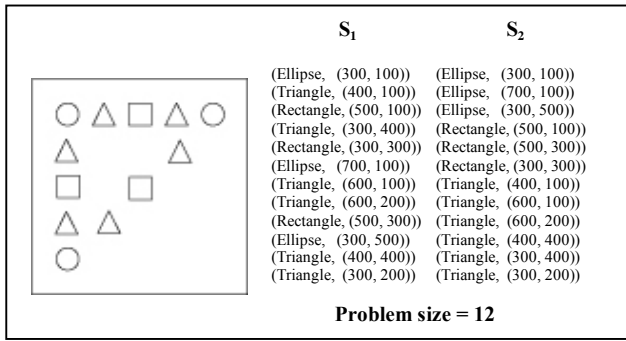 S1 S2
(Ellipse, (300, 100)) (Ellipse, (300, 100))
(Triangle, (400, 100)) (Ellipse, (700, 100))
(Rectangle, (500, 100)) (Ellipse, (300, 500))
(Triangle, (300, 400)) (Rectangle, (500, 100))
(Rectangle, (300, 300)) (Rectangle, (500, 300))
(Ellipse, (700, 100)) (Rectangle, (300, 300))
(Triangle, (600, 100)) (Triangle, (400, 100))
(Triangle, (600, 200)) (Triangle, (600, 100))
(Rectangle, (500, 300)) (Triangle, (600, 200))
(Ellipse, (300, 500)) (Triangle, (400, 400))
(Triangle, (400, 400)) (Triangle, (300, 400))
(Triangle, (300, 200)) (Triangle, (300, 200))
Problem size = 12